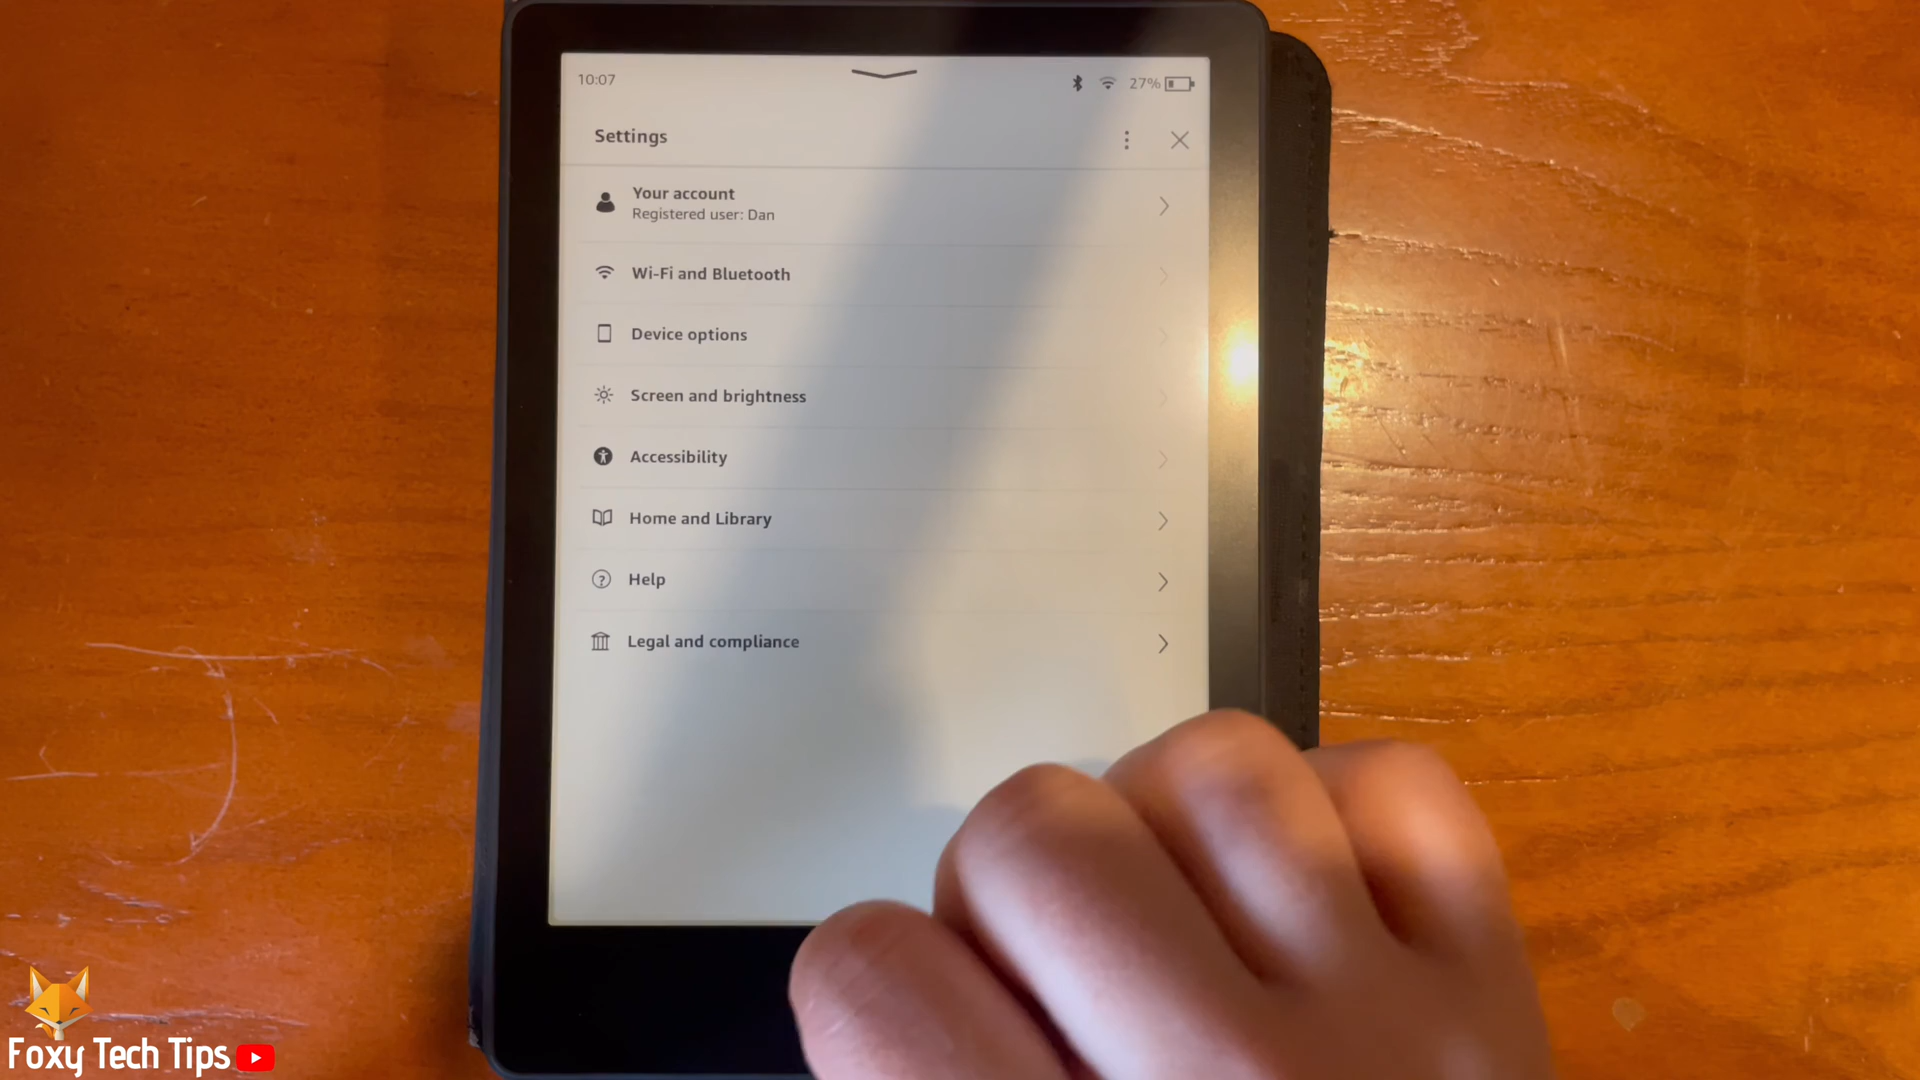 10:07
27%
Settings
Your account
Registered user: Dan
Wi-Fi and Bluetooth
Device options
Screen and brightness
Accessibility
Home and Library
Help
Legal and compliance
Foxy Tech Tips